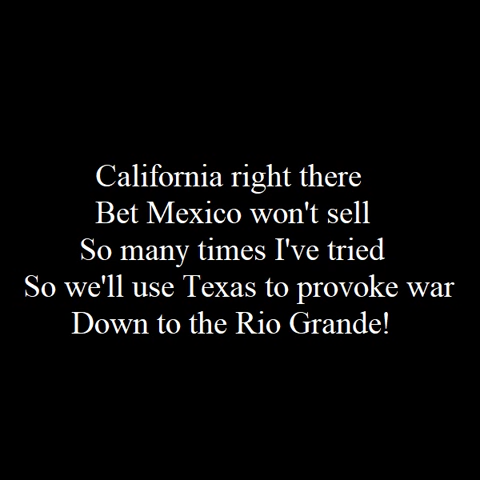 California right there
Bet Mexico won't sell
So many times I've tried
So we'll use Texas to provoke war
Down to the Rio Grande!